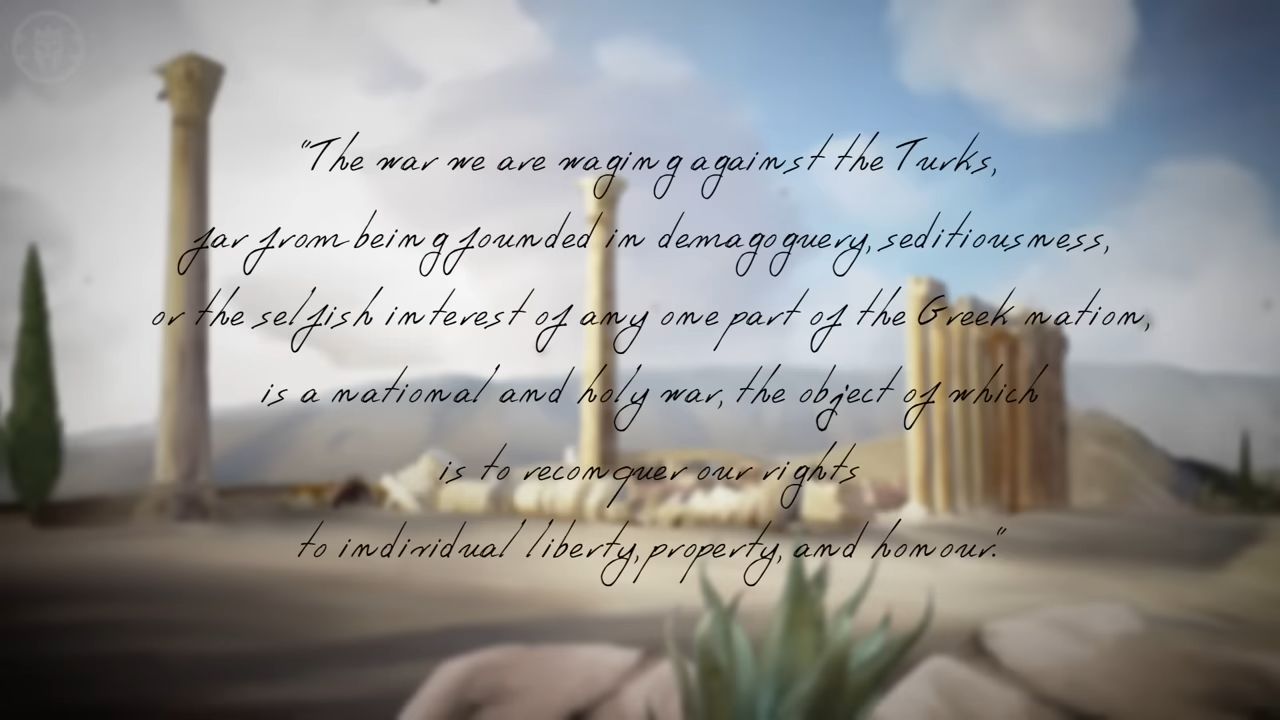 "The war we are waging against the Turks,
far from being founded in demagoguery, seditiousness,
or the selfish interest of any one part of the Greek nation,
is a national and holy war, the object of which
is to reconquer our rights
to individual liberty, property, and honour."